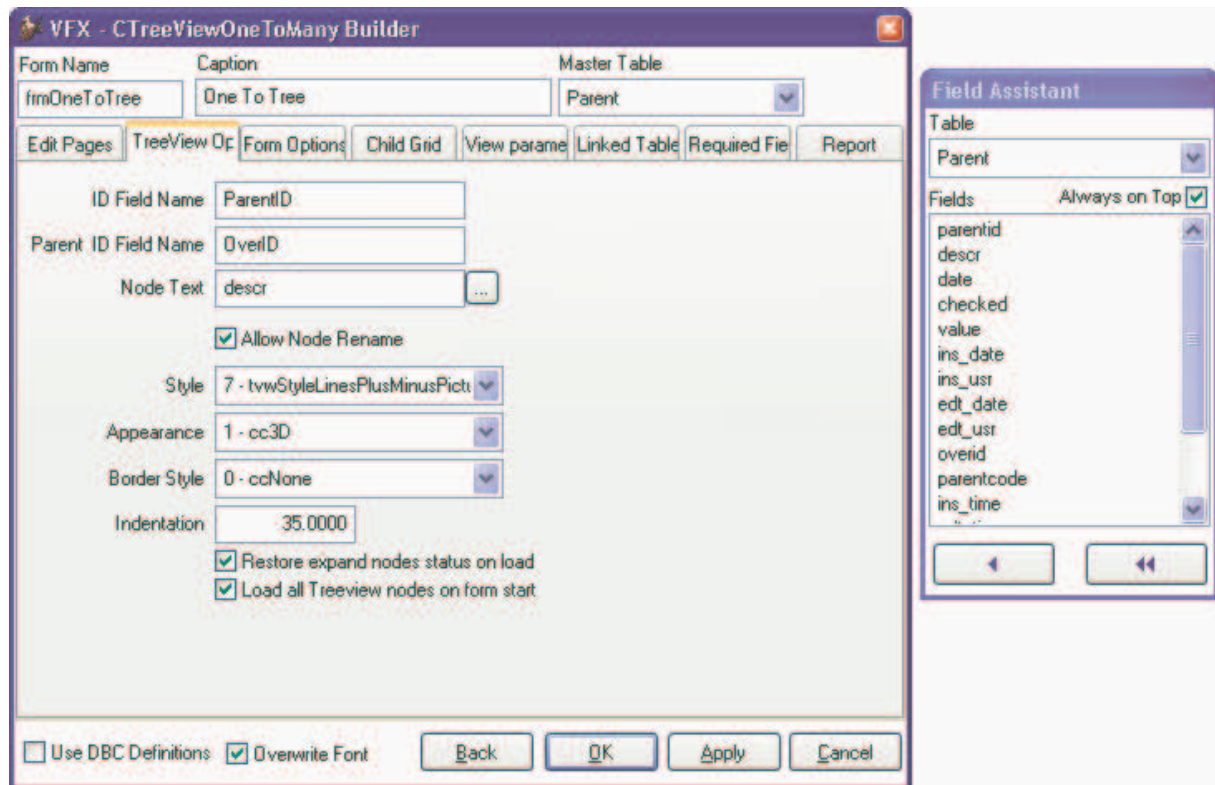 VFX - CTreeViewOneToMany Builder
Form Name Caption Master Table
frmOneToTree One To Tree Parent
Edit Pages TreeView Op Form Options Child Grid View parame Linked Table Required Fie Report
ID Field Name ParentID
Parent ID Field Name OverID
Node Text descr ...
Allow Node Rename
Style 7 - tvwStyleLinesPlusMinusPictu
Appearance 1 - cc3D
Border Style 0 - ccNone
Indentation 35.0000
Restore expand nodes status on load
Load all Treeview nodes on form start
Use DBC Definitions Overwrite Font Back OK Apply Cancel
Field Assistant
Table
Parent
Fields Always on Top
parentid
descr
date
checked
value
ins_date
ins_usr
edt_date
edt_usr
overid
parentcode
ins_time